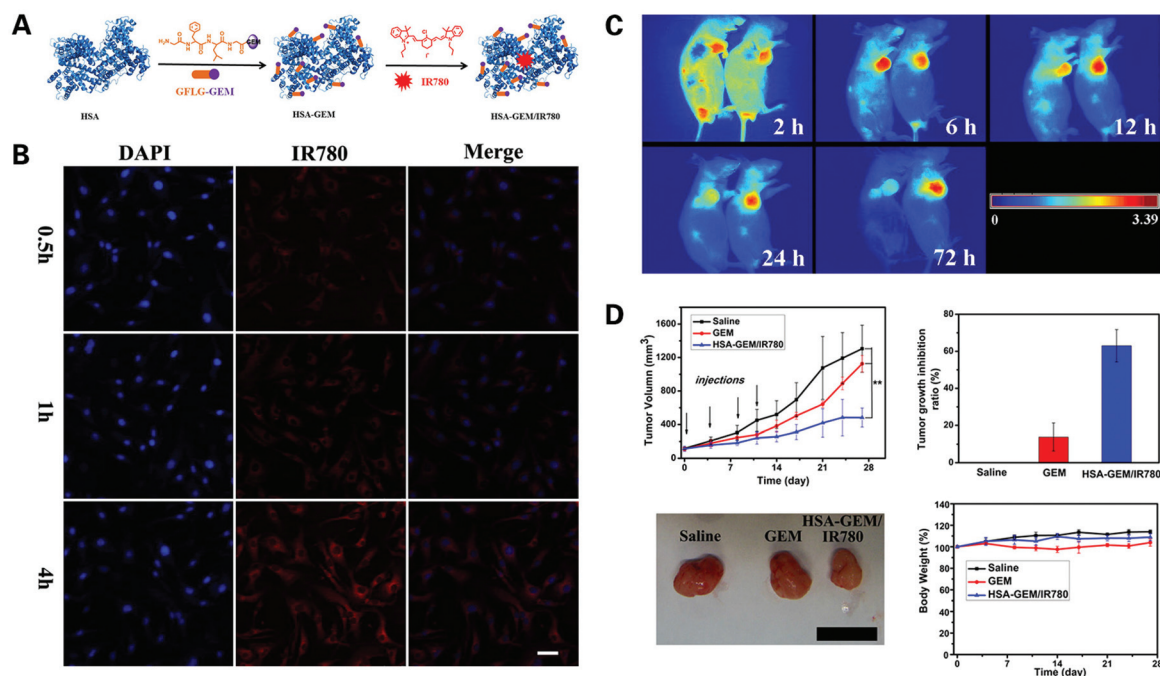 A
H₂N
O
H
N
O
N
H
O
H
N
O
GEM
GFLG-GEM
Cl
N
N
I⁻
IR780
HSA
HSA-GEM
HSA-GEM/IR780
B
DAPI
IR780
Merge
0.5h
1h
4h
C
2 h
6 h
12 h
24 h
72 h
0
3.39
D
Tumor Volumn (mm³)
1600
1200
800
400
0
Saline
GEM
HSA-GEM/IR780
injections
**
0
7
14
21
28
Time (day)
Tumor growth inhibition
ratio (%)
80
60
40
20
0
Saline
GEM
HSA-GEM/IR780
Saline
GEM
HSA-GEM/
IR780
Body Weight (%)
140
120
100
80
60
40
20
0
Saline
GEM
HSA-GEM/IR780
0
7
14
21
28
Time (day)